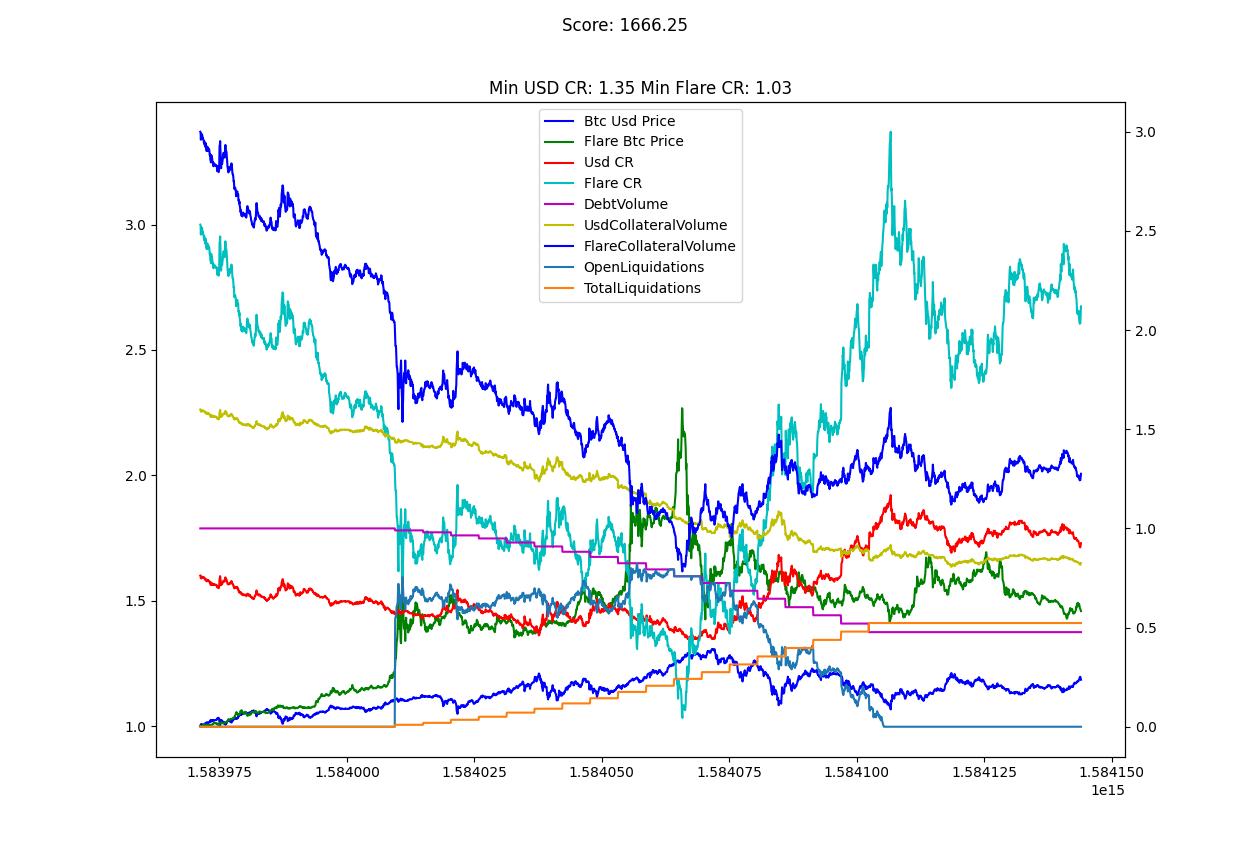 Score: 1666.25
Min USD CR: 1.35 Min Flare CR: 1.03
Btc Usd Price
Flare Btc Price
Usd CR
Flare CR
DebtVolume
UsdCollateralVolume
FlareCollateralVolume
OpenLiquidations
TotalLiquidations
3.0
2.5
2.0
1.5
1.0
3.0
2.5
2.0
1.5
1.0
0.5
0.0
1.583975 1.584000 1.584025 1.584050 1.584075 1.584100 1.584125 1.584150
1e15